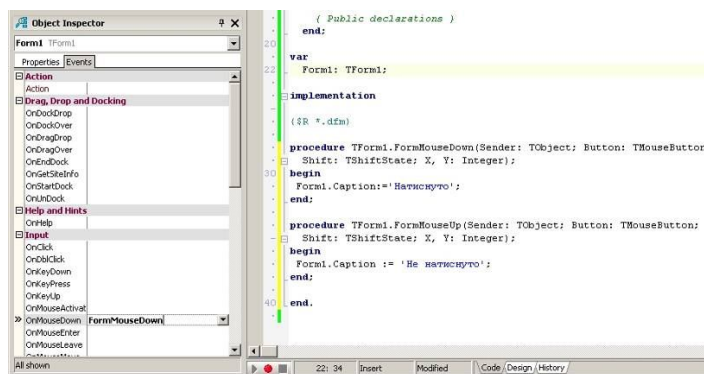 Object Inspector
Form1 TForm1
Properties Events
Action
Action
Drag, Drop and Docking
OnDockDrop
OnDockOver
OnDragDrop
OnDragOver
OnEndDock
OnGetSiteInfo
OnStartDock
OnUnDock
Help and Hints
OnHelp
Input
OnClick
OnDblClick
OnKeyDown
OnKeyPress
OnKeyUp
OnMouseActivat
OnMouseDown FormMouseDown
OnMouseEnter
OnMouseLeave
All shown
{ Public declarations }
end;
20
var
22 Form1: TForm1;
implementation
{$R *.dfm}
procedure TForm1.FormMouseDown(Sender: TObject; Button: TMouseButton
Shift: TShiftState; X, Y: Integer);
30 begin
Form1.Caption:='Натиснуто';
end;
procedure TForm1.FormMouseUp(Sender: TObject; Button: TMouseButton;
Shift: TShiftState; X, Y: Integer);
begin
Form1.Caption := 'Не натиснуто';
end;
40 end.
22: 34 Insert Modified Code Design History